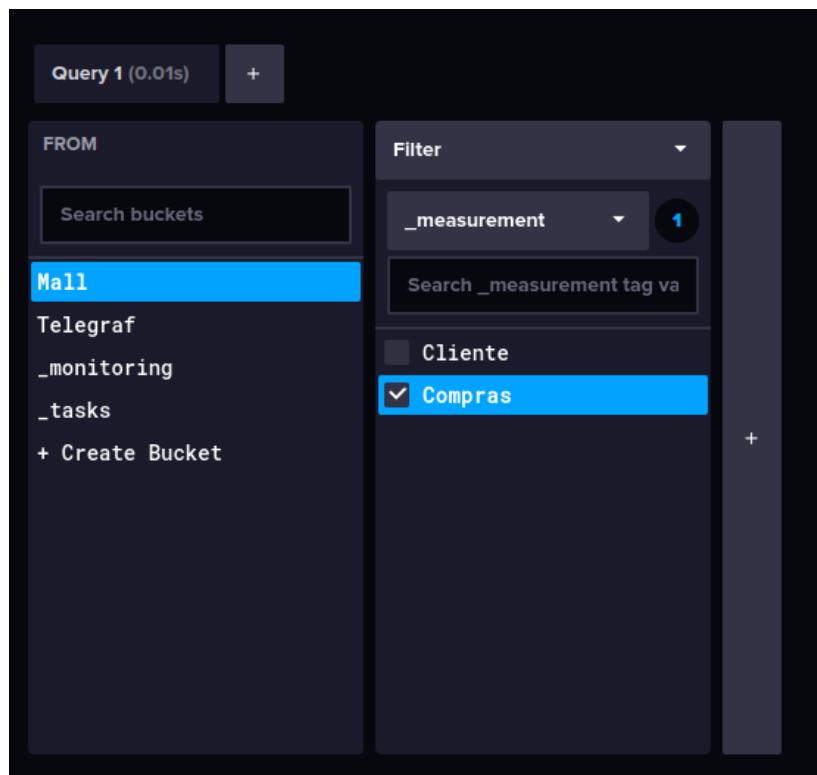 Query 1 (0.01s)
+
FROM
Search buckets
Mall
Telegraf
_monitoring
_tasks
+ Create Bucket
Filter
_measurement
1
Search _measurement tag va
Cliente
Compras
+